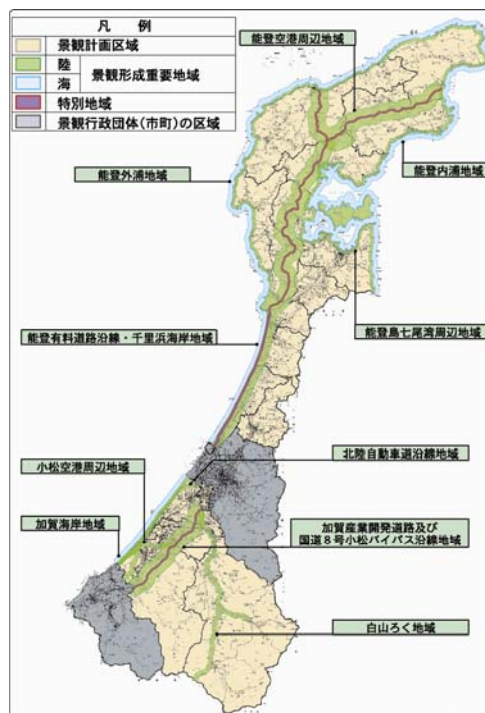 凡 例
景観計画区域
陸
海
景観形成重要地域
特別地域
景観行政団体(市町)の区域
能登空港周辺地域
能登外浦地域
能登内浦地域
能登島七尾湾周辺地域
能登有料道路沿線・千里浜海岸地域
北陸自動車道沿線地域
小松空港周辺地域
加賀海岸地域
加賀産業開発道路及び
国道8号小松バイパス沿線地域
白山ろく地域